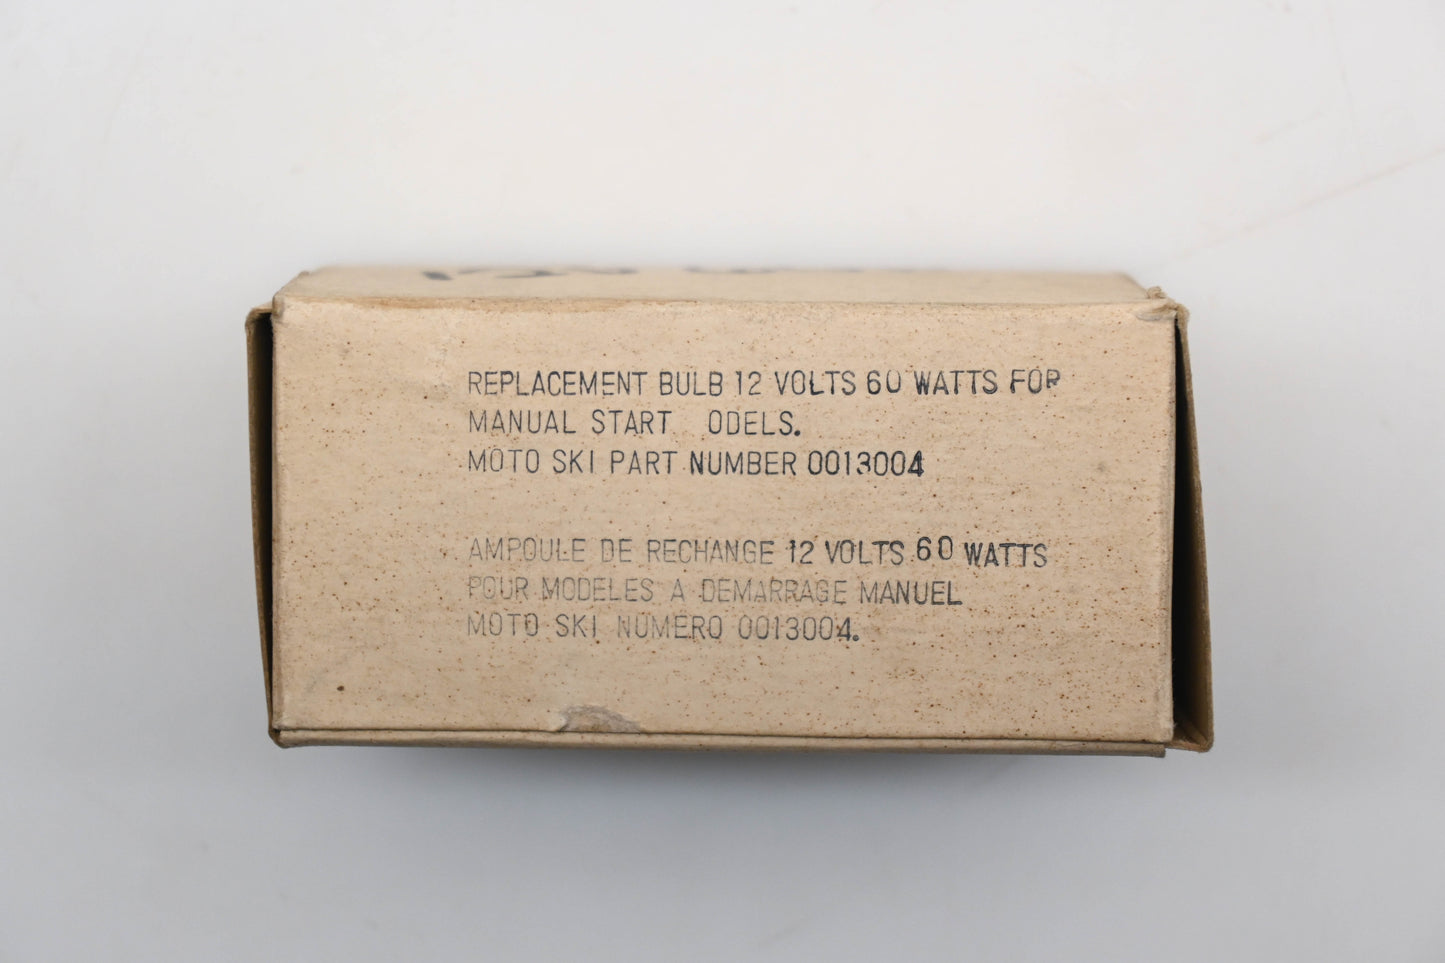 REPLACEMENT BULB 12 VOLTS 60 WATTS FOR
MANUAL START ODELS.
MOTO SKI PART NUMBER 0013004
AMPOULE DE RECHANGE 12 VOLTS 60 WATTS
POUR MODELES A DEMARRAGE MANUEL
MOTO SKI NUMERO 0013004.